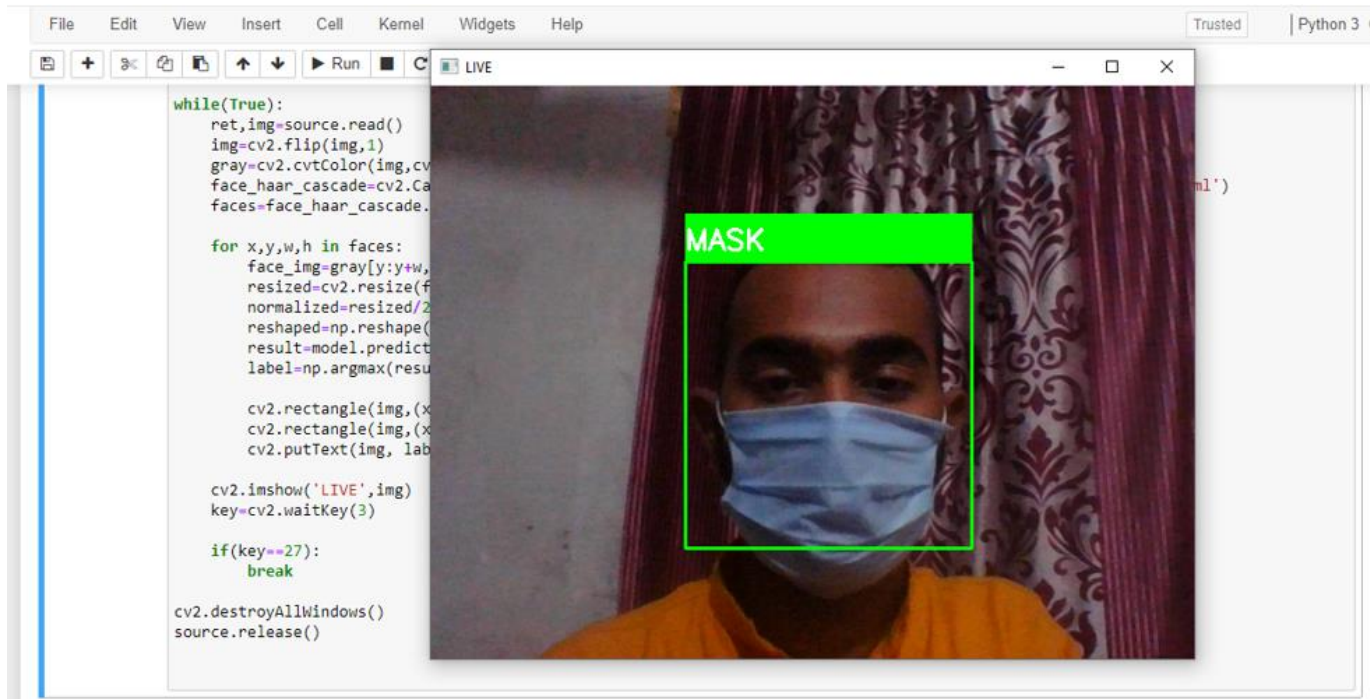 File Edit View Insert Cell Kernel Widgets Help Trusted Python 3
Run C LIVE
while(True):
ret,img=source.read()
img=cv2.flip(img,1)
gray=cv2.cvtColor(img,cv
face_haar_cascade=cv2.Ca ml')
faces=face_haar_cascade.
for x,y,w,h in faces:
face_img=gray[y:y+w,
resized=cv2.resize(f
normalized=resized/2
reshaped=np.reshape(
result=model.predict
label=np.argmax(resu
cv2.rectangle(img,(x
cv2.rectangle(img,(x
cv2.putText(img, lab
cv2.imshow('LIVE',img)
key=cv2.waitKey(3)
if(key==27):
break
cv2.destroyAllWindows()
source.release()
MASK